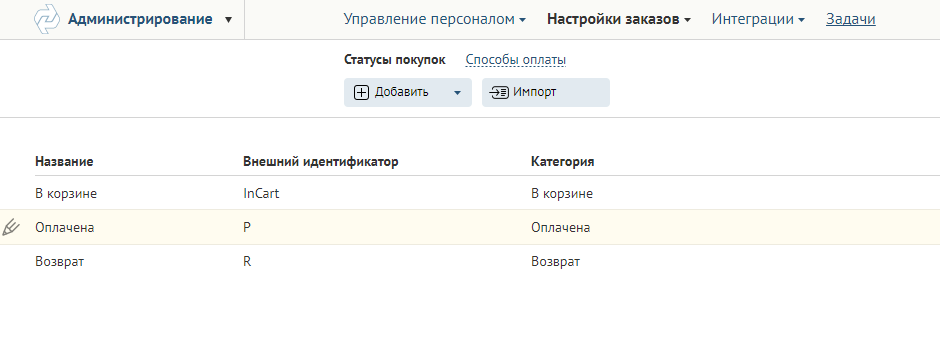 Администрирование Управление персоналом Настройки заказов Интеграции Задачи
Статусы покупок Способы оплаты
Добавить Импорт
Название Внешний идентификатор Категория
В корзине InCart В корзине
Оплачена P Оплачена
Возврат R Возврат